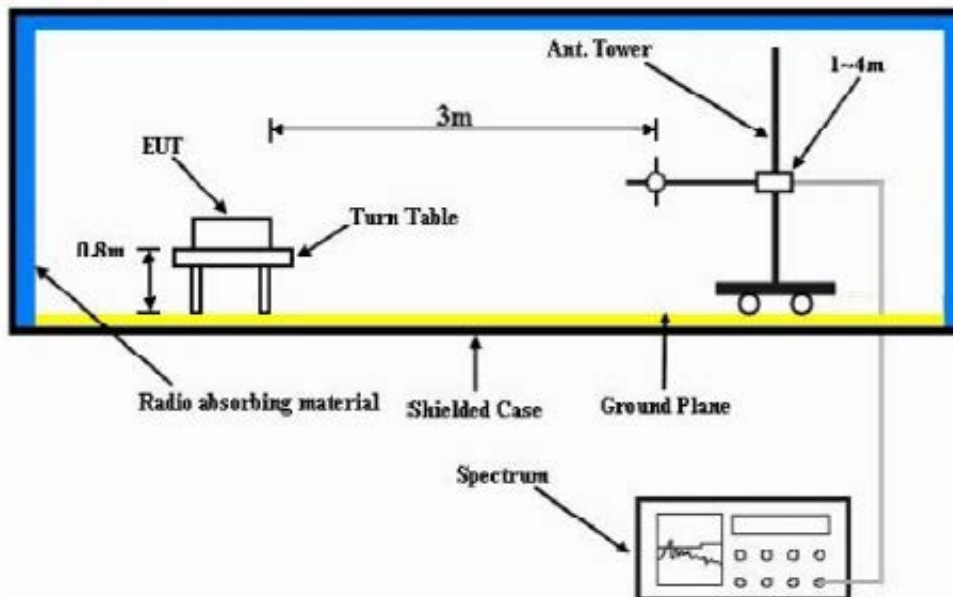 Ant. Tower
1~4m
3m
EUT
Turn Table
0.8m
Radio absorbing material
Shielded Case
Ground Plane
Spectrum